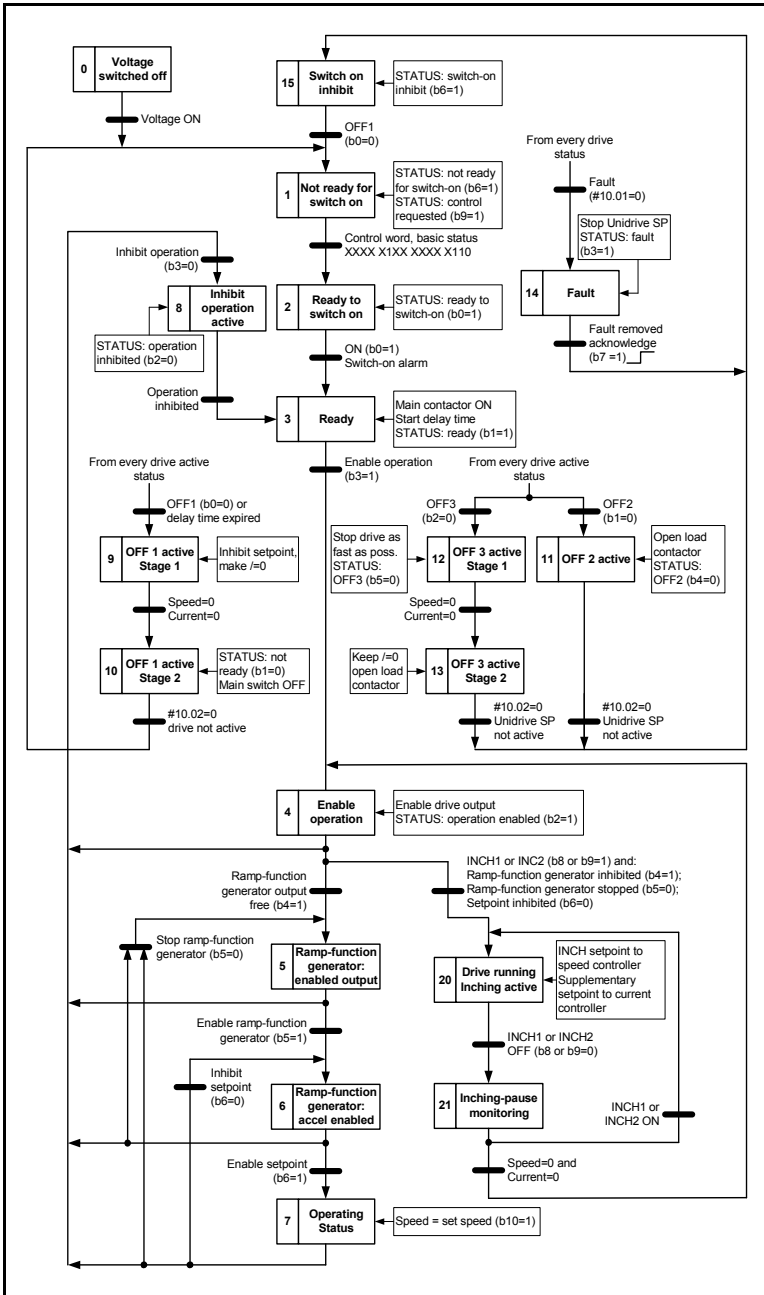 0
Voltage
switched off
Voltage ON
15
Switch on
inhibit
STATUS: switch-on
inhibit (b6=1)
OFF1
(b0=0)
1
Not ready for
switch on
STATUS: not ready
for switch-on (b6=1)
STATUS: control
requested (b9=1)
From every drive
status
Fault
(#10.01=0)
Stop Unidrive SP
STATUS: fault
(b3=1)
14
Fault
Fault removed
acknowledge
(b7 =1)
Control word, basic status
XXXX X1XX XXXX X110
Inhibit operation
(b3=0)
8
Inhibit
operation
active
STATUS: operation
inhibited (b2=0)
Operation
inhibited
2
Ready to
switch on
STATUS: ready to
switch-on (b0=1)
ON (b0=1)
Switch-on alarm
3
Ready
Main contactor ON
Start delay time
STATUS: ready (b1=1)
Enable operation
(b3=1)
From every drive active
status
OFF1 (b0=0) or
delay time expired
9
OFF 1 active
Stage 1
Inhibit setpoint,
make /=0
Speed=0
Current=0
10
OFF 1 active
Stage 2
STATUS: not
ready (b1=0)
Main switch OFF
#10.02=0
drive not active
From every drive active
status
OFF3
(b2=0)
OFF2
(b1=0)
Stop drive as
fast as poss.
STATUS:
OFF3 (b5=0)
12
OFF 3 active
Stage 1
11
OFF 2 active
Open load
contactor
STATUS:
OFF2 (b4=0)
Speed=0
Current=0
Keep /=0
open load
contactor
13
OFF 3 active
Stage 2
#10.02=0
Unidrive SP
not active
#10.02=0
Unidrive SP
not active
4
Enable
operation
Enable drive output
STATUS: operation enabled (b2=1)
Ramp-function
generator output
free (b4=1)
INCH1 or INC2 (b8 or b9=1) and:
Ramp-function generator inhibited (b4=1);
Ramp-function generator stopped (b5=0);
Setpoint inhibited (b6=0)
Stop ramp-function
generator (b5=0)
5
Ramp-function
generator:
enabled output
20
Drive running
Inching active
INCH setpoint to
speed controller
Supplementary
setpoint to current
controller
Enable ramp-function
generator (b5=1)
INCH1 or INCH2
OFF (b8 or b9=0)
Inhibit
setpoint
(b6=0)
6
Ramp-function
generator:
accel enabled
21
Inching-pause
monitoring
INCH1 or
INCH2 ON
Enable setpoint
(b6=1)
Speed=0 and
Current=0
7
Operating
Status
Speed = set speed (b10=1)